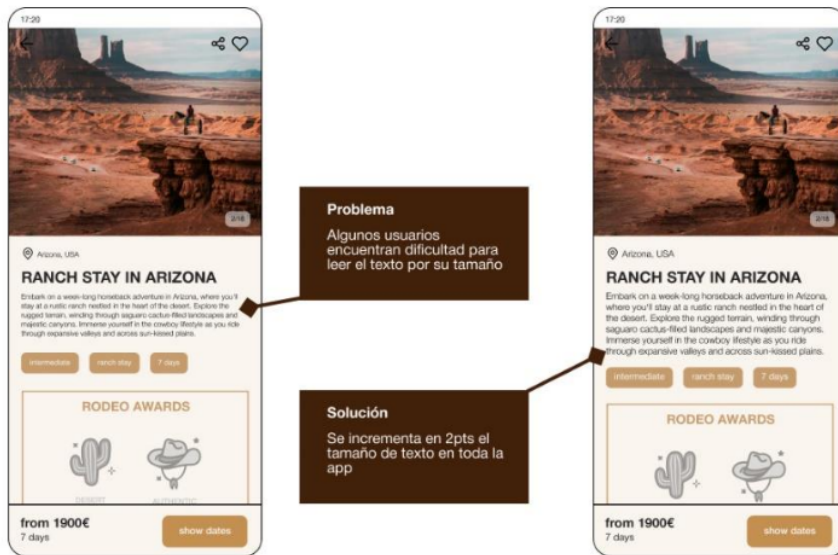 17:20
2/16
Arizona, USA
RANCH STAY IN ARIZONA
Embark on a week-long horseback adventure in Arizona, where you'll
stay at a rustic ranch nestled in the heart of the desert. Explore the
rugged terrain, winding through saguaro cactus-filled landscapes and
majestic canyons. Immerse yourself in the cowboy lifestyle as you ride
through expansive valleys and across sun-kissed plains.
intermediate
ranch stay
7 days
RODEO AWARDS
DESERT
AUTHENTIC
from 1900€
7 days
show dates
Problema
Algunos usuarios
encuentran dificultad para
leer el texto por su tamaño
Solución
Se incrementa en 2pts el
tamaño de texto en toda la
app
17:20
2/16
Arizona, USA
RANCH STAY IN ARIZONA
Embark on a week-long horseback adventure in Arizona,
where you'll stay at a rustic ranch nestled in the heart of
the desert. Explore the rugged terrain, winding through
saguaro cactus-filled landscapes and majestic canyons.
Immerse yourself in the cowboy lifestyle as you ride
through expansive valleys and across sun-kissed plains.
intermediate
ranch stay
7 days
RODEO AWARDS
from 1900€
7 days
show dates